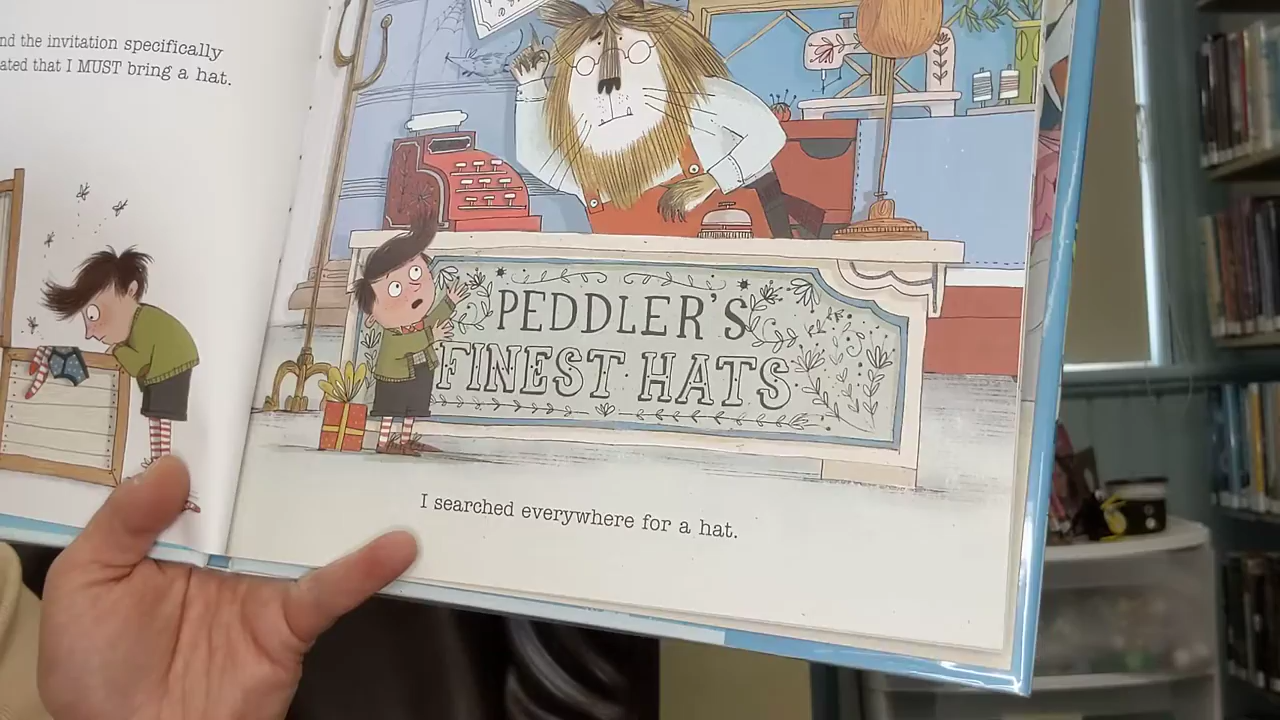 nd the invitation specifically
ated that I MUST bring a hat.
PEDDLER'S
FINEST HATS
I searched everywhere for a hat.